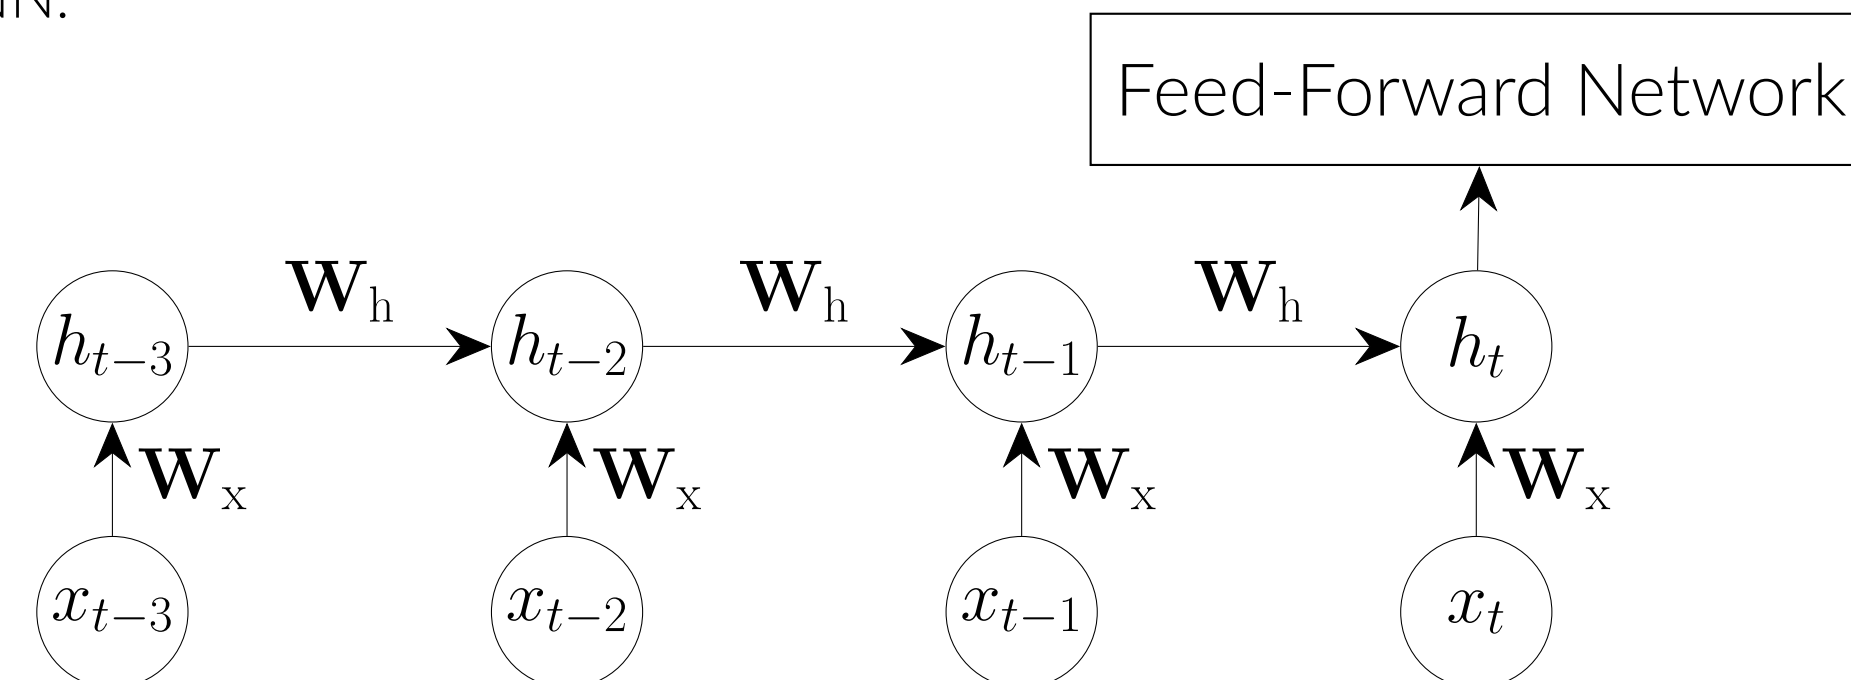 Feed-Forward Network
W_h W_h W_h
h_{t-3} h_{t-2} h_{t-1} h_t
W_x W_x W_x W_x
x_{t-3} x_{t-2} x_{t-1} x_t